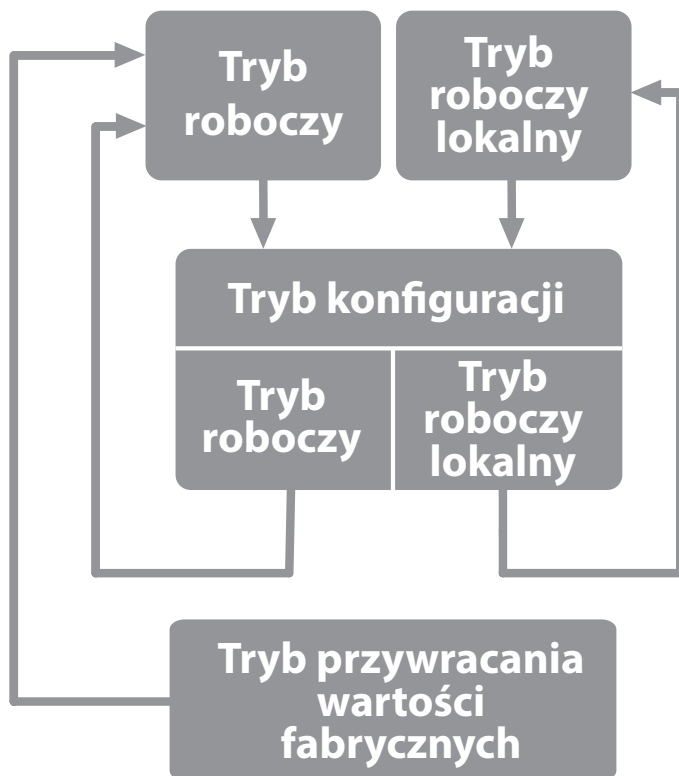 Tryb
roboczy
Tryb
roboczy
lokalny
Tryb konfiguracji
Tryb
roboczy
Tryb
roboczy
lokalny
Tryb przywracania
wartości
fabrycznych